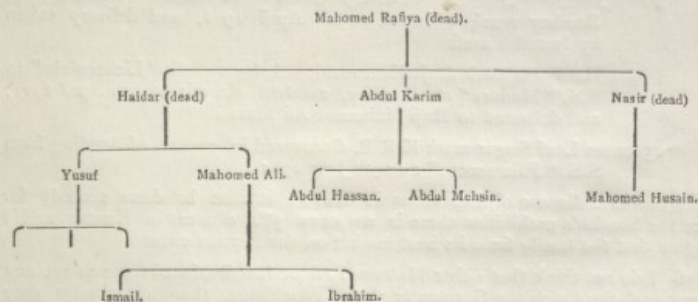 Mahomed Rafiya (dead).
Haidar (dead) Abdul Karim Nasir (dead)
Yusuf Mahomed Ali.
Abdul Hassan. Abdul Mohsin. Mahomed Husain.
Ismail. Ibrahim.